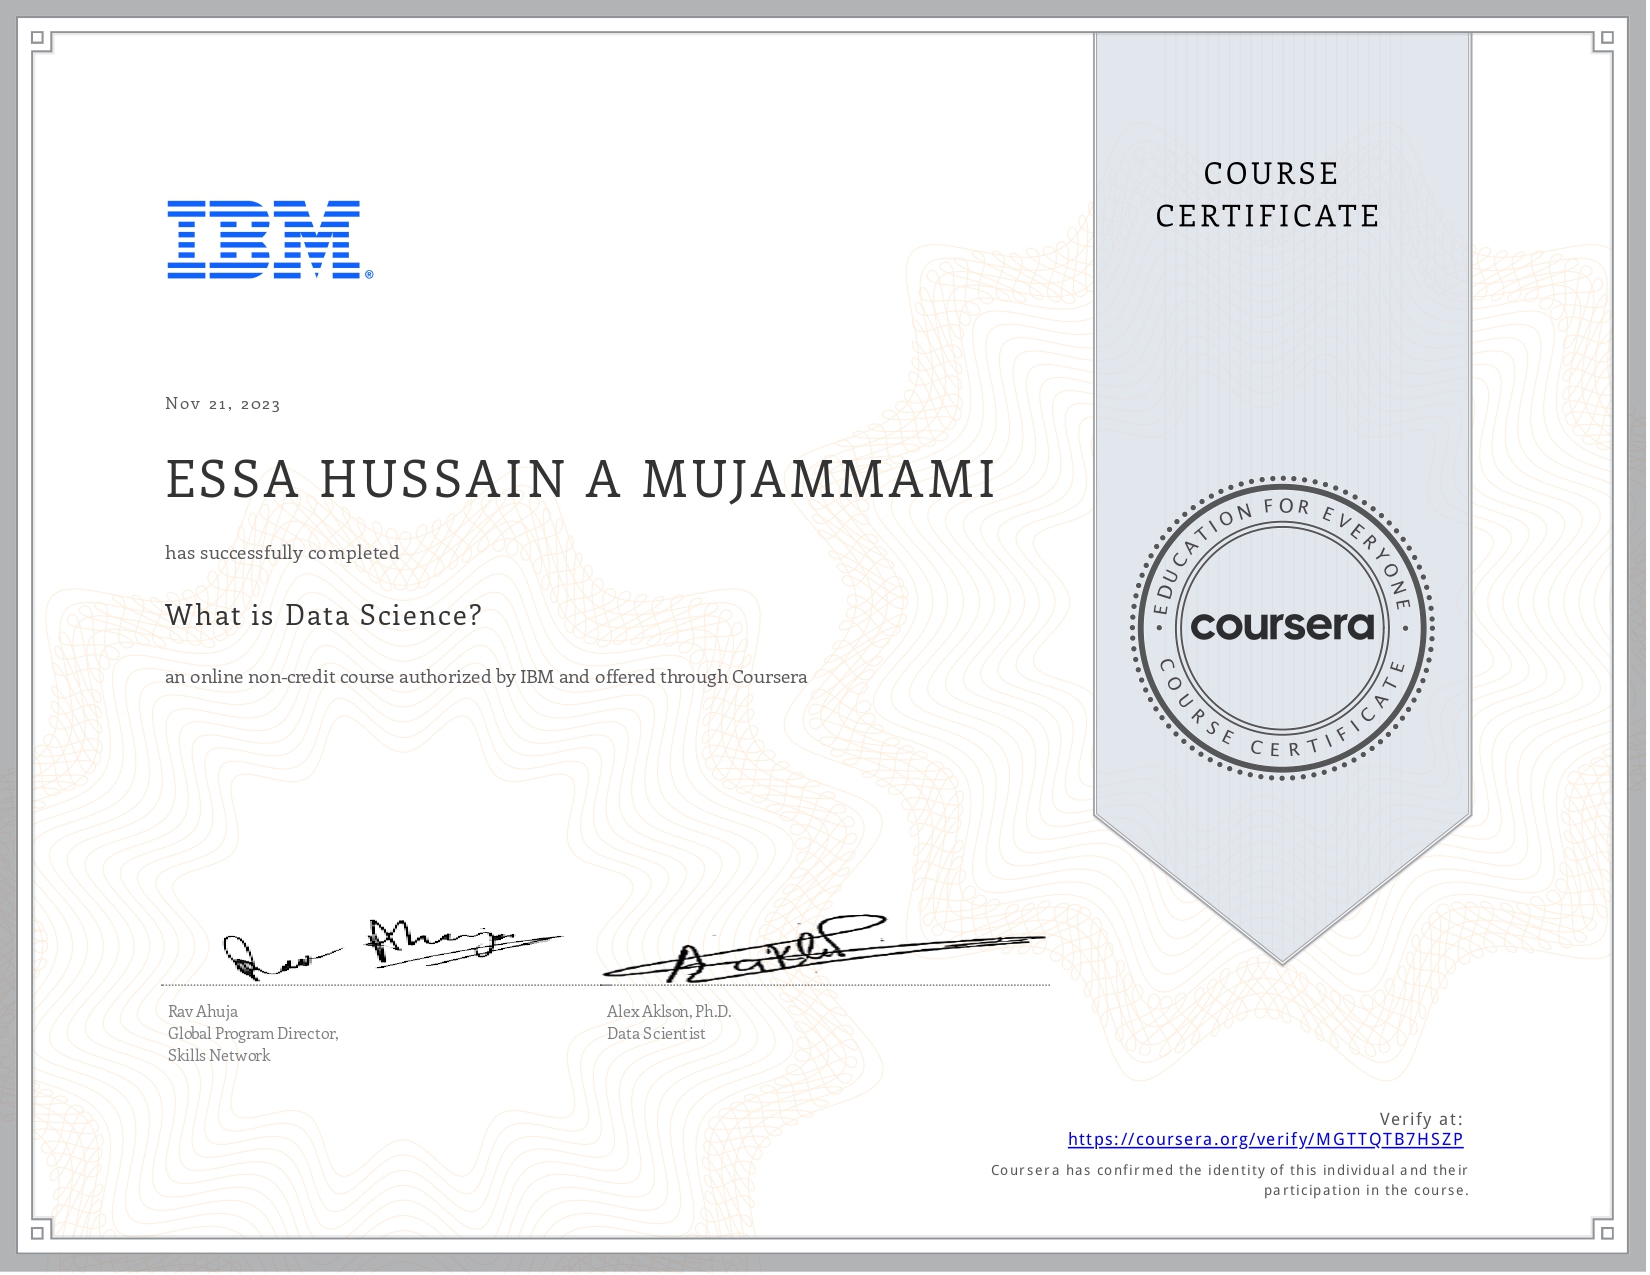 IBM®
Nov 21, 2023
ESSA HUSSAIN A MUJAMMAMI
has successfully completed
What is Data Science?
an online non-credit course authorized by IBM and offered through Coursera
COURSE
CERTIFICATE
• EDUCATION FOR EVERYONE •
coursera
COURSE CERTIFICATE
Rav Ahuja
Global Program Director,
Skills Network
Alex Aklson, Ph.D.
Data Scientist
Verify at:
https://coursera.org/verify/MGTTQTB7HSZP
Coursera has confirmed the identity of this individual and their
participation in the course.